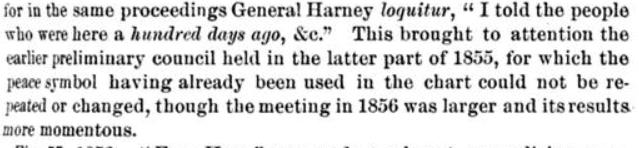 for in the same proceedings General Harney loquitur, “ I told the people
who were here a hundred days ago, &c.” This brought to attention the
earlier preliminary council held in the latter part of 1855, for which the
peace symbol having already been used in the chart could not be re-
peated or changed, though the meeting in 1856 was larger and its results
more momentous.